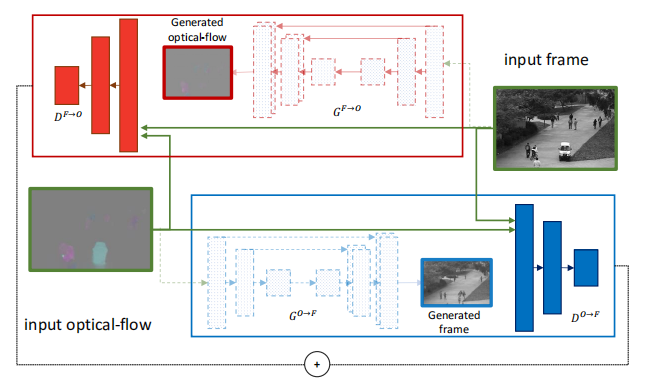 Generated
optical-flow
input frame
G^{F→O}
D^{F→O}
input optical-flow
G^{O→F}
Generated
frame
D^{O→F}
+